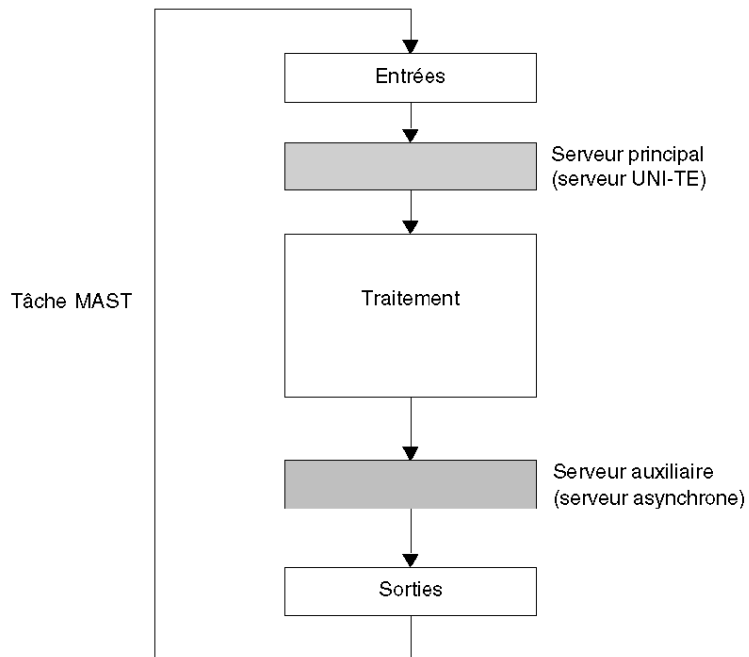 Entrées
Serveur principal
(serveur UNI-TE)
Traitement
Tâche MAST
Serveur auxiliaire
(serveur asynchrone)
Sorties